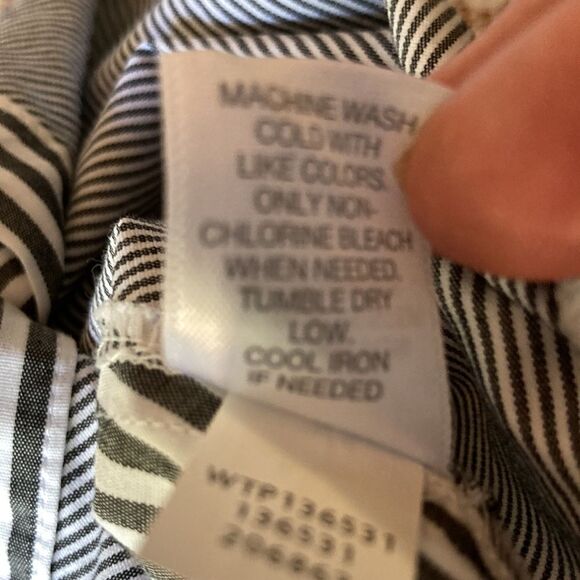 MACHINE WASH
COLD WITH
LIKE COLORS.
ONLY NON-
CHLORINE BLEACH
WHEN NEEDED.
TUMBLE DRY
LOW.
COOL IRON
IF NEEDED
WTP136531
136531